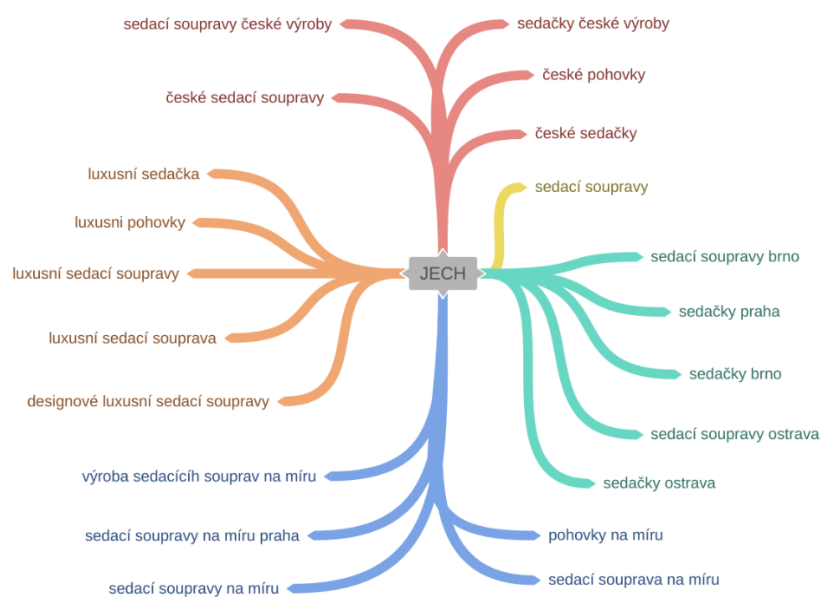 sedací soupravy české výroby
sedačky české výroby
české pohovky
české sedací soupravy
české sedačky
luxusní sedačka
sedací soupravy
luxusni pohovky
sedací soupravy brno
luxusní sedací soupravy
JECH
sedačky praha
luxusní sedací souprava
sedačky brno
designové luxusní sedací soupravy
sedací soupravy ostrava
výroba sedacícíh souprav na míru
sedačky ostrava
sedací soupravy na míru praha
pohovky na míru
sedací soupravy na míru
sedací souprava na míru